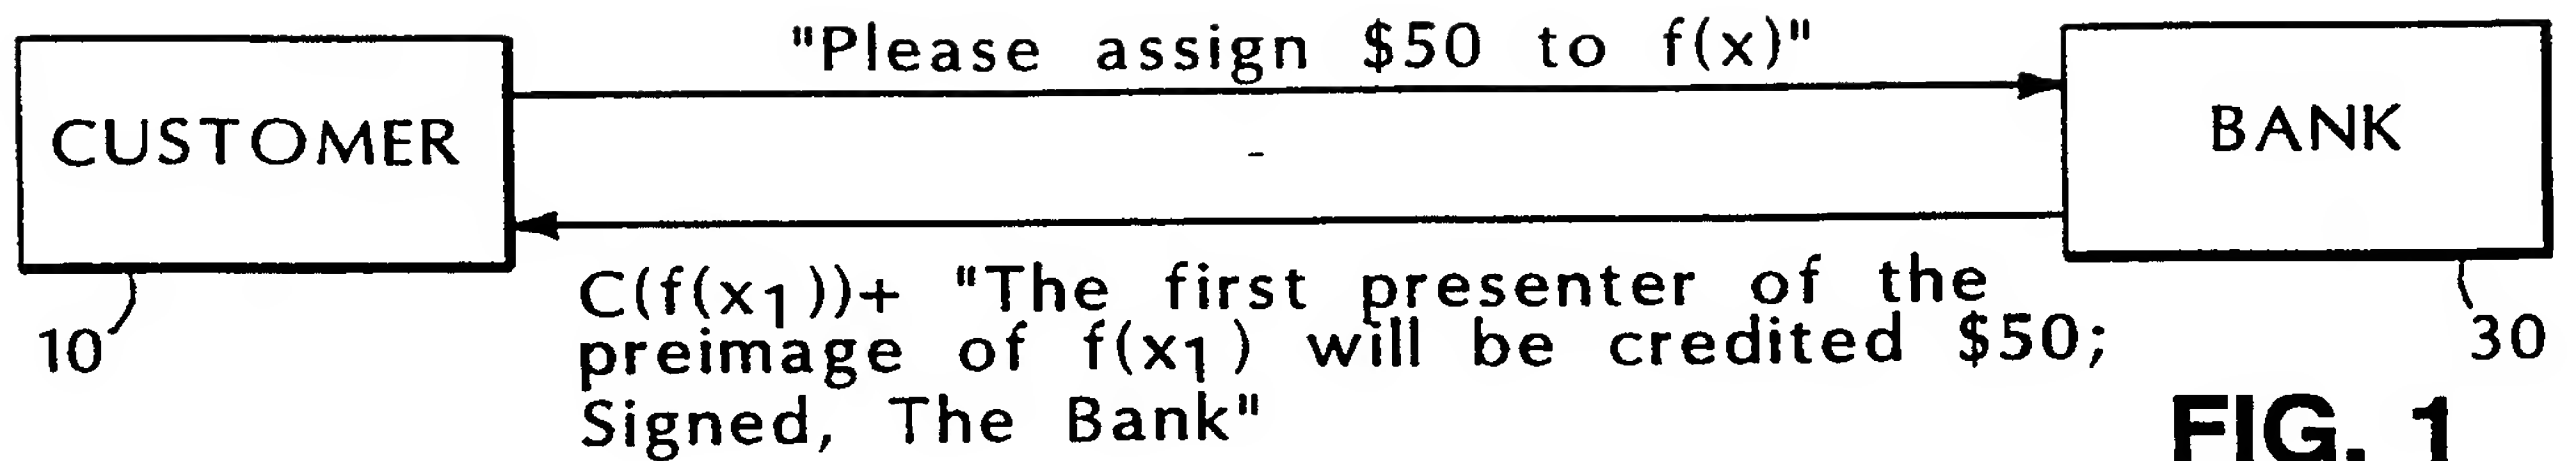 "Please assign $50 to f(x)"
CUSTOMER
BANK
C(f(x₁))+ "The first presenter of the
preimage of f(x₁) will be credited $50;
Signed, The Bank"
10
30
FIG. 1